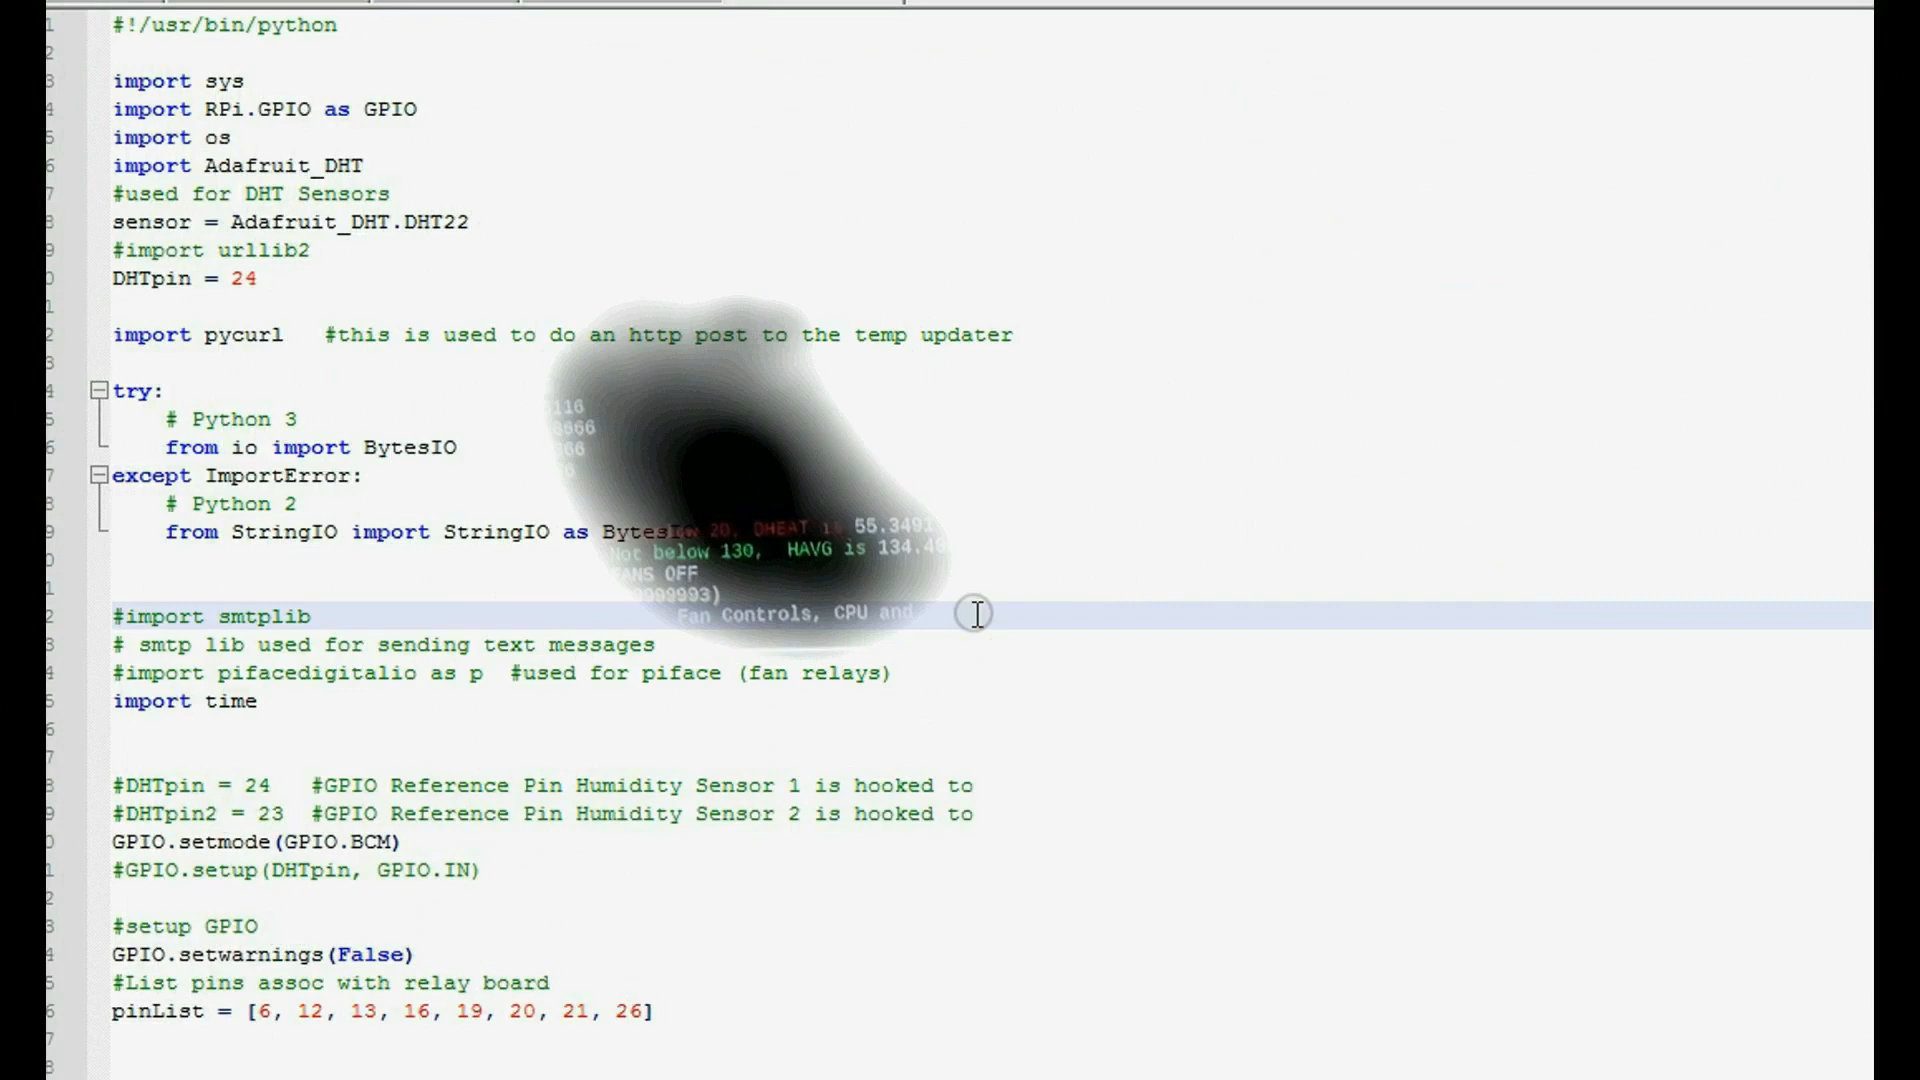 #!/usr/bin/python
import sys
import RPi.GPIO as GPIO
import os
import Adafruit_DHT
#used for DHT Sensors
sensor = Adafruit_DHT.DHT22
#import urllib2
DHTpin = 24
import pycurl   #this is used to do an http post to the temp updater
try:
# Python 3
from io import BytesIO
except ImportError:
# Python 2
from StringIO import StringIO as
20, DHEAT is 55.3491
Not below 130,  HAVG is
OFF
#import smtplib
Fan Controls, CPU and
# smtp lib used for sending text messages
#import pifacedigitalio as p  #used for piface (fan relays)
import time
#DHTpin = 24   #GPIO Reference Pin Humidity Sensor 1 is hooked to
#DHTpin2 = 23  #GPIO Reference Pin Humidity Sensor 2 is hooked to
GPIO.setmode(GPIO.BCM)
#GPIO.setup(DHTpin, GPIO.IN)
#setup GPIO
GPIO.setwarnings(False)
#List pins assoc with relay board
pinList = [6, 12, 13, 16, 19, 20, 21, 26]